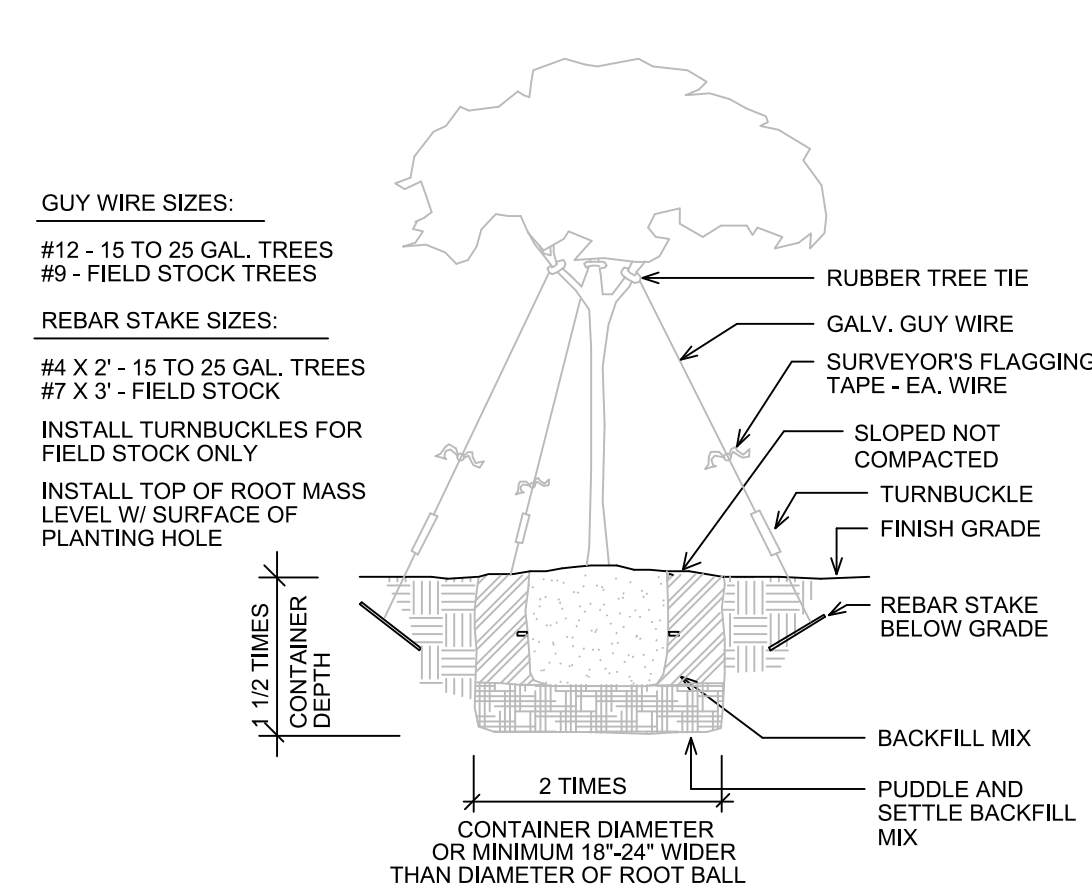 GUY WIRE SIZES:
#12 - 15 TO 25 GAL. TREES
#9 - FIELD STOCK TREES
REBAR STAKE SIZES:
#4 X 2' - 15 TO 25 GAL. TREES
#7 X 3' - FIELD STOCK
INSTALL TURNBUCKLES FOR
FIELD STOCK ONLY
INSTALL TOP OF ROOT MASS
LEVEL W/ SURFACE OF
PLANTING HOLE
RUBBER TREE TIE
GALV. GUY WIRE
SURVEYOR'S FLAGGING
TAPE - EA. WIRE
SLOPED NOT
COMPACTED
TURNBUCKLE
FINISH GRADE
REBAR STAKE
BELOW GRADE
BACKFILL MIX
PUDDLE AND
SETTLE BACKFILL
MIX
1 1/2 TIMES
CONTAINER
DEPTH
2 TIMES
CONTAINER DIAMETER
OR MINIMUM 18"-24" WIDER
THAN DIAMETER OF ROOT BALL